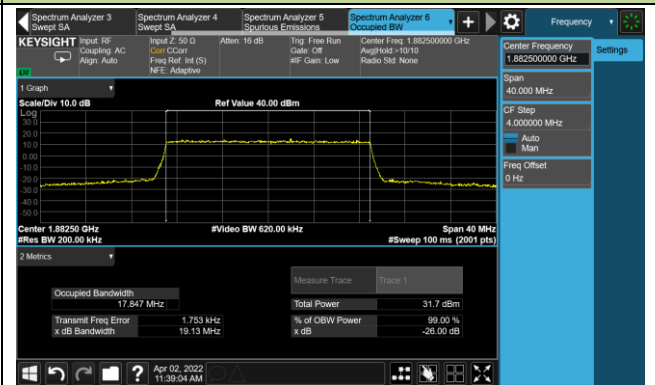 Spectrum Analyzer 3
Swept SA
Spectrum Analyzer 4
Swept SA
Spectrum Analyzer 5
Spurious Emissions
Spectrum Analyzer 6
Occupied BW
Frequency
KEYSIGHT
Input: RF
Coupling: AC
Align: Auto
Input Z: 50 Ω
Corr CCorr
Freq Ref: Int (S)
NFE: Adaptive
Atten: 16 dB
Trig: Free Run
Gate: Off
#IF Gain: Low
Center Freq: 1.882500000 GHz
Avg|Hold:>10/10
Radio Std: None
Center Frequency
1.882500000 GHz
Settings
Span
40.000 MHz
CF Step
4.000000 MHz
Auto
Man
Freq Offset
0 Hz
1 Graph
Scale/Div 10.0 dB
Ref Value 40.00 dBm
Log
30.0
20.0
10.0
0.00
-10.0
-20.0
-30.0
-40.0
-50.0
Center 1.88250 GHz
#Video BW 620.00 kHz
Span 40 MHz
#Res BW 200.00 kHz
#Sweep 100 ms (2001 pts)
2 Metrics
Measure Trace
Trace 1
Occupied Bandwidth
17.847 MHz
Total Power
31.7 dBm
Transmit Freq Error
1.753 kHz
% of OBW Power
99.00 %
x dB Bandwidth
19.13 MHz
x dB
-26.00 dB
Apr 02, 2022
11:39:04 AM